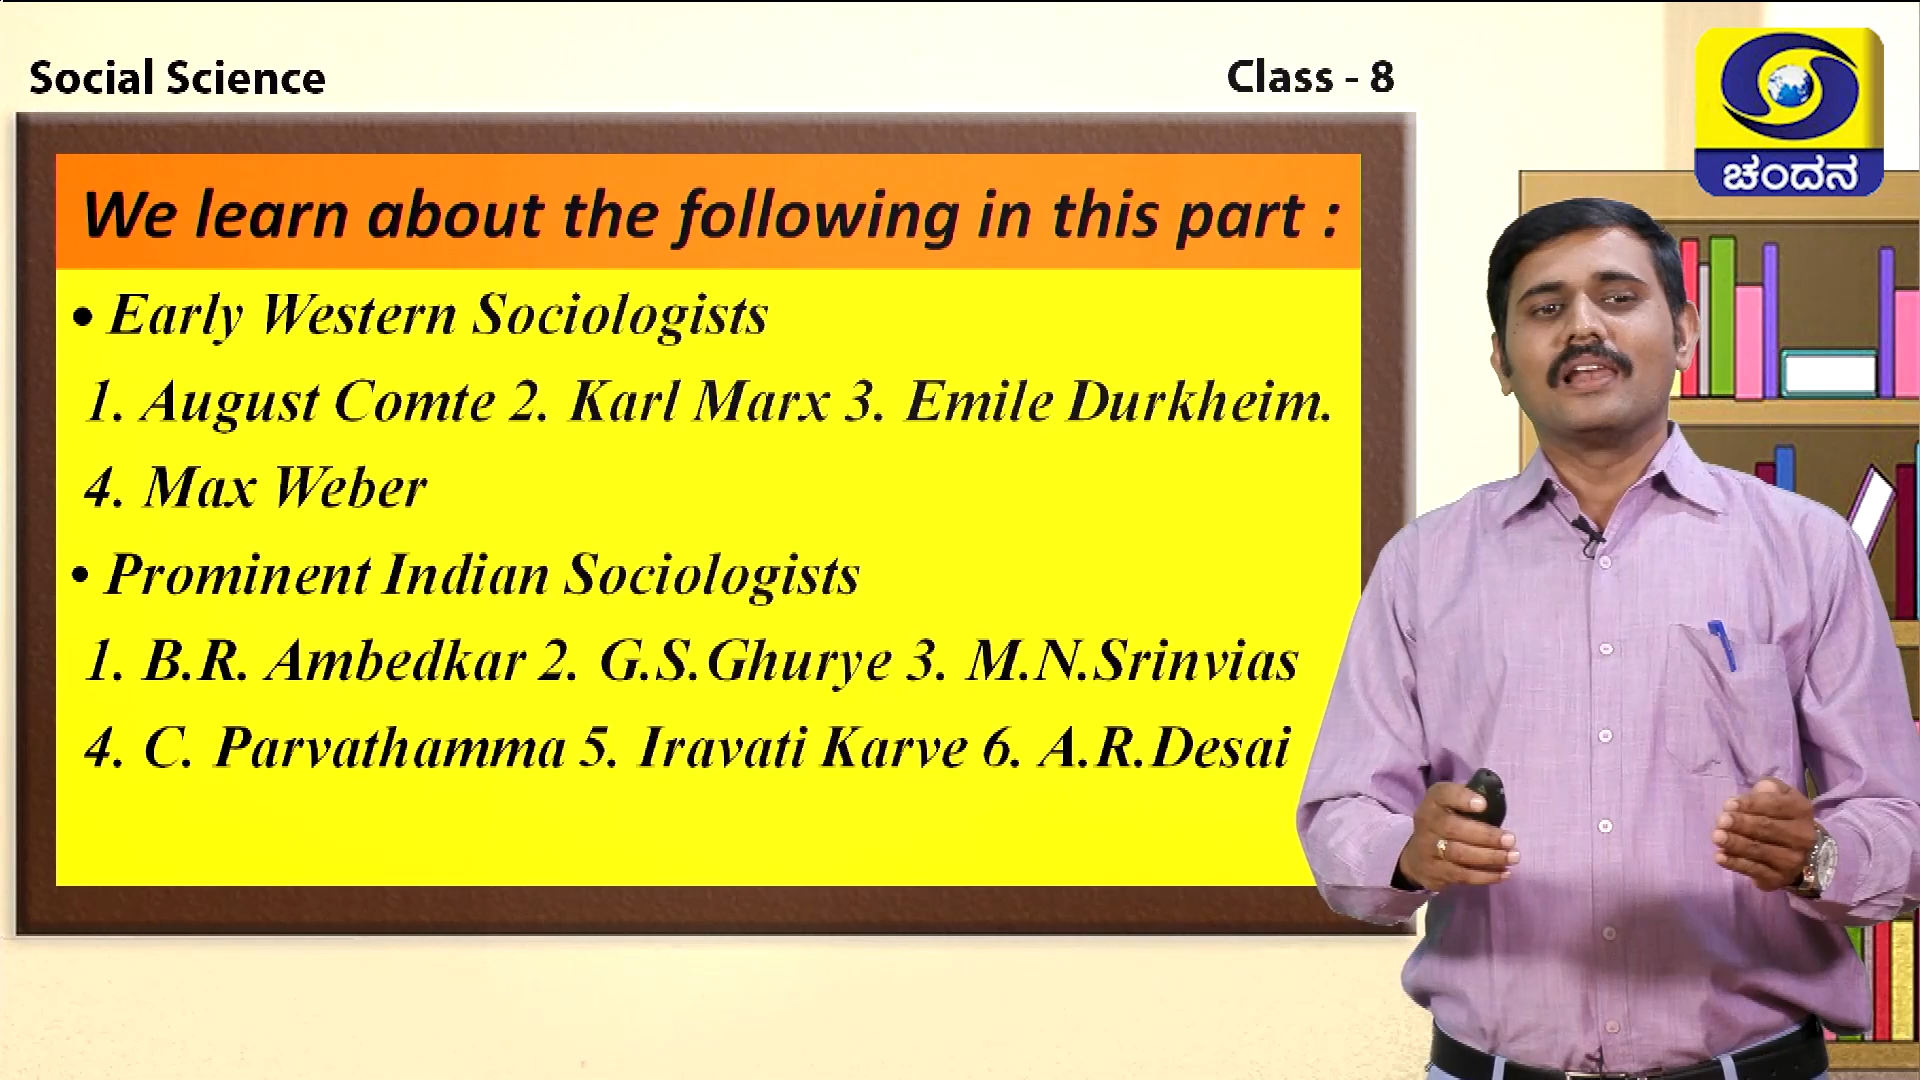 Social Science
Class - 8
ಚಂದನ
We learn about the following in this part :
• Early Western Sociologists
1. August Comte 2. Karl Marx 3. Emile Durkheim.
4. Max Weber
• Prominent Indian Sociologists
1. B.R. Ambedkar 2. G.S.Ghurye 3. M.N.Srinvias
4. C. Parvathamma 5. Iravati Karve 6. A.R.Desai